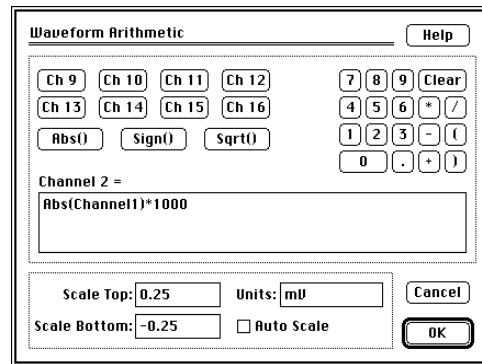 Waveform Arithmetic
Help
Ch 9 Ch 10 Ch 11 Ch 12
7 8 9 Clear
Ch 13 Ch 14 Ch 15 Ch 16
4 5 6 * /
Abs() Sign() Sqrt()
1 2 3 - (
0 . + )
Channel 2 =
Abs(Channel1)*1000
Scale Top: 0.25 Units: mV
Cancel
Scale Bottom: -0.25 Auto Scale
OK